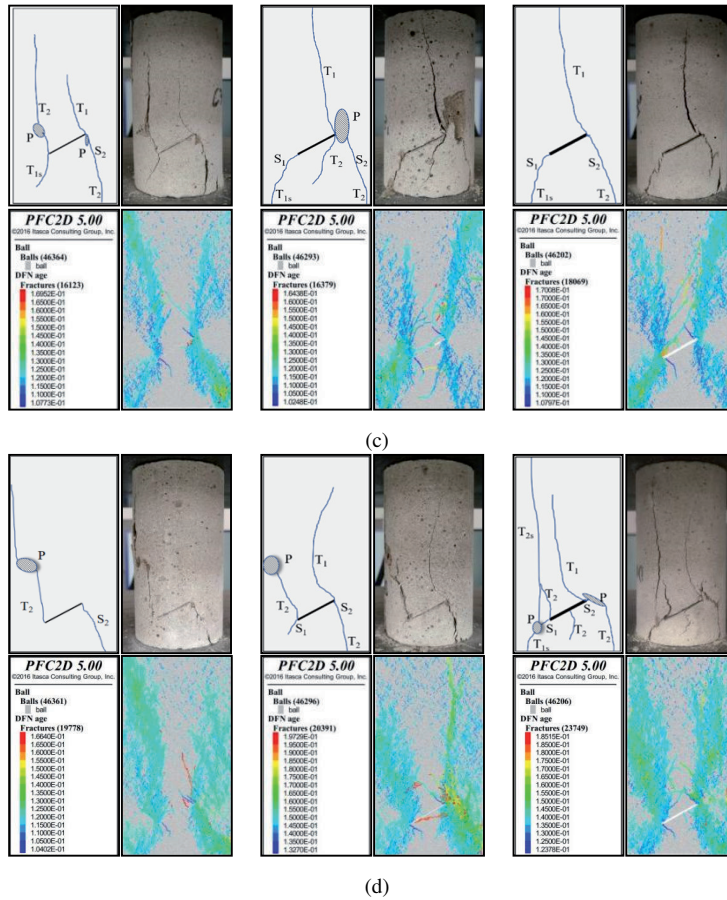 T₂
T₁
P
P
T₁ₛ
S₂
T₂
T₁
P
S₁
T₂
S₂
T₁ₛ
T₂
T₁
S₁
S₂
T₁ₛ
T₂
PFC2D 5.00
©2016 Itasca Consulting Group, Inc.
Ball
Balls (46364)
ball
DFN age
Fractures (16123)
1.6952E-01
1.6500E-01
1.6000E-01
1.5500E-01
1.5000E-01
1.4500E-01
1.4000E-01
1.3500E-01
1.3000E-01
1.2500E-01
1.2000E-01
1.1500E-01
1.1000E-01
1.0773E-01
PFC2D 5.00
©2016 Itasca Consulting Group, Inc.
Ball
Balls (46293)
ball
DFN age
Fractures (16379)
1.6438E-01
1.6000E-01
1.5500E-01
1.5000E-01
1.4500E-01
1.4000E-01
1.3500E-01
1.3000E-01
1.2500E-01
1.2000E-01
1.1500E-01
1.1000E-01
1.0500E-01
1.0248E-01
PFC2D 5.00
©2016 Itasca Consulting Group, Inc.
Ball
Balls (46202)
ball
DFN age
Fractures (18069)
1.7008E-01
1.7000E-01
1.6500E-01
1.6000E-01
1.5500E-01
1.5000E-01
1.4500E-01
1.4000E-01
1.3500E-01
1.3000E-01
1.2500E-01
1.2000E-01
1.1500E-01
1.1000E-01
1.0797E-01
(c)
P
T₂
S₂
T₂
P
T₁
T₂
S₁
S₂
T₂
T₂ₛ
T₁
T₂
S₂
P
P
S₁
T₂
T₁ₛ
T₂
PFC2D 5.00
©2016 Itasca Consulting Group, Inc.
Ball
Balls (46361)
ball
DFN age
Fractures (19778)
1.6640E-01
1.6500E-01
1.6000E-01
1.5500E-01
1.5000E-01
1.4500E-01
1.4000E-01
1.3500E-01
1.3000E-01
1.2500E-01
1.2000E-01
1.1500E-01
1.1000E-01
1.0500E-01
1.0402E-01
PFC2D 5.00
©2016 Itasca Consulting Group, Inc.
Ball
Balls (46296)
ball
DFN age
Fractures (20391)
1.9729E-01
1.9500E-01
1.9000E-01
1.8500E-01
1.8000E-01
1.7500E-01
1.7000E-01
1.6500E-01
1.6000E-01
1.5500E-01
1.5000E-01
1.4500E-01
1.4000E-01
1.3500E-01
1.3270E-01
PFC2D 5.00
©2016 Itasca Consulting Group, Inc.
Ball
Balls (46206)
ball
DFN age
Fractures (23749)
1.8515E-01
1.8500E-01
1.8000E-01
1.7500E-01
1.7000E-01
1.6500E-01
1.6000E-01
1.5500E-01
1.5000E-01
1.4500E-01
1.4000E-01
1.3500E-01
1.3000E-01
1.2500E-01
1.2378E-01
(d)